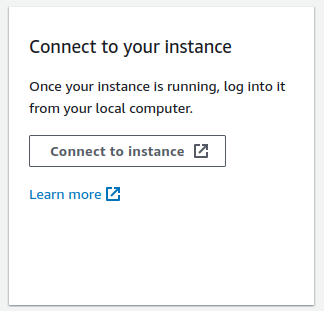 Connect to your instance
Once your instance is running, log into it
from your local computer.
Connect to instance
Learn more